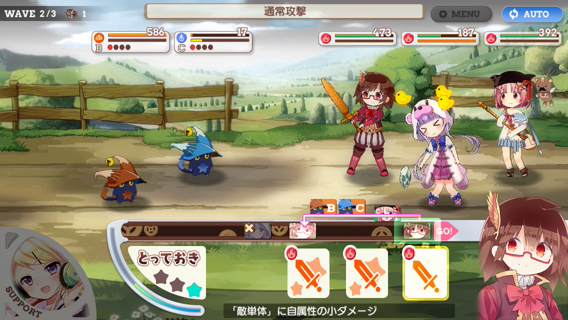 WAVE 2/3 1
通常攻撃
MENU
AUTO
586
B
17
C
473
187
392
B C
GO!
とっておき
SUPPORT
「敵単体」に自属性の小ダメージ